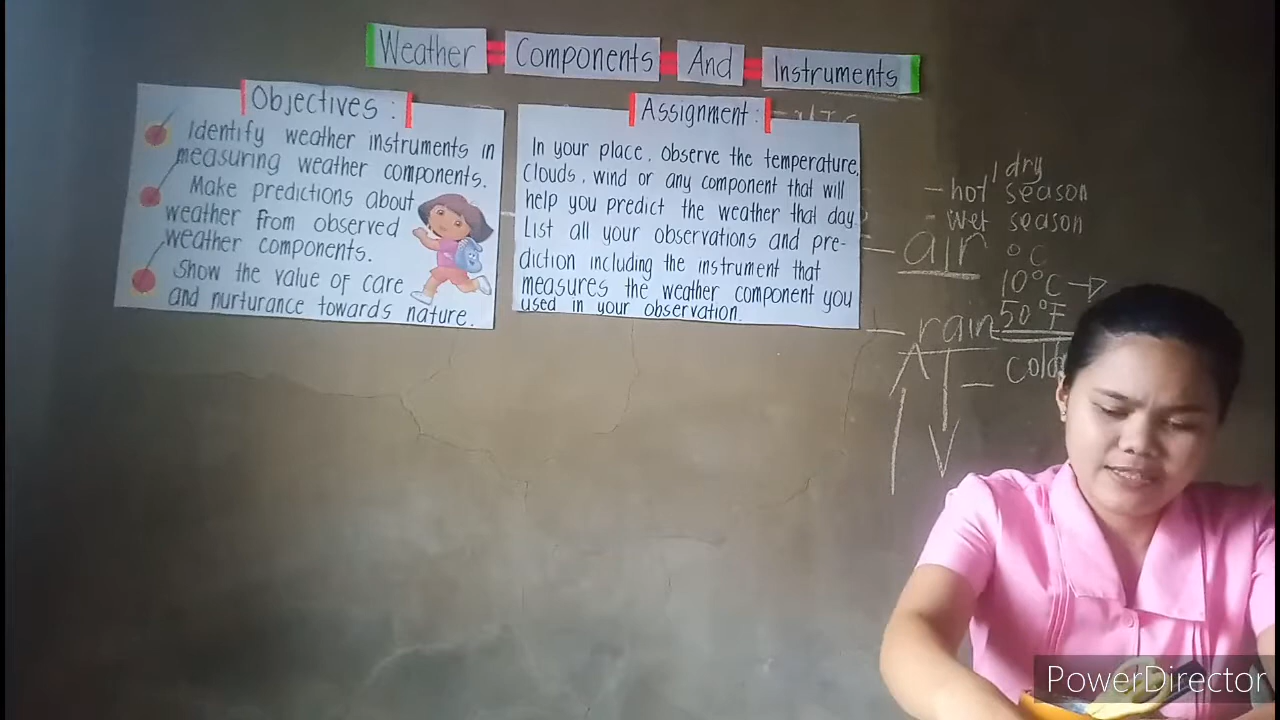 Weather Components And Instruments
Objectives :
Identify weather instruments in
measuring weather components.
Make predictions about
weather from observed
weather components.
Show the value of care
and nurturance towards nature.
Assignment :
In your place, observe the temperature,
clouds, wind or any component that will
help you predict the weather that day.
List all your observations and pre-
diction including the instrument that
measures the weather component you
used in your observation.
dry
- hot season
- wet season
- air °C
10°C
- rain 50°F
- cold
PowerDirector